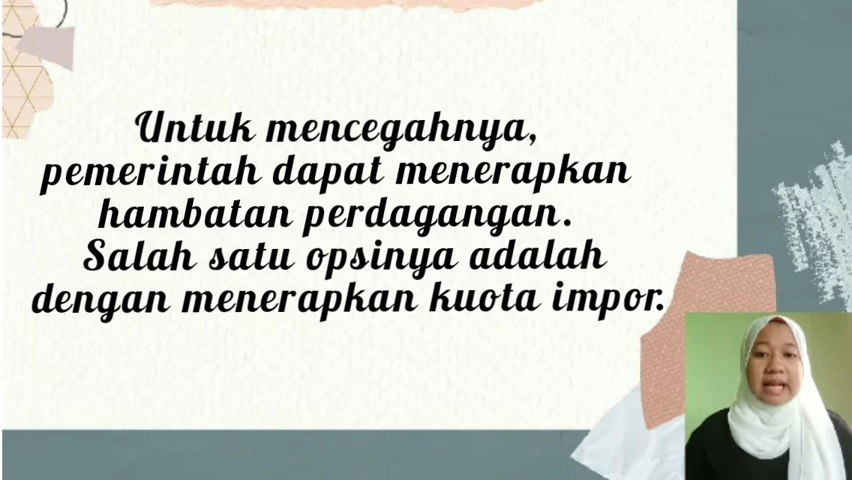 Untuk mencegahnya,
pemerintah dapat menerapkan
hambatan perdagangan.
Salah satu opsinya adalah
dengan menerapkan kuota impor.